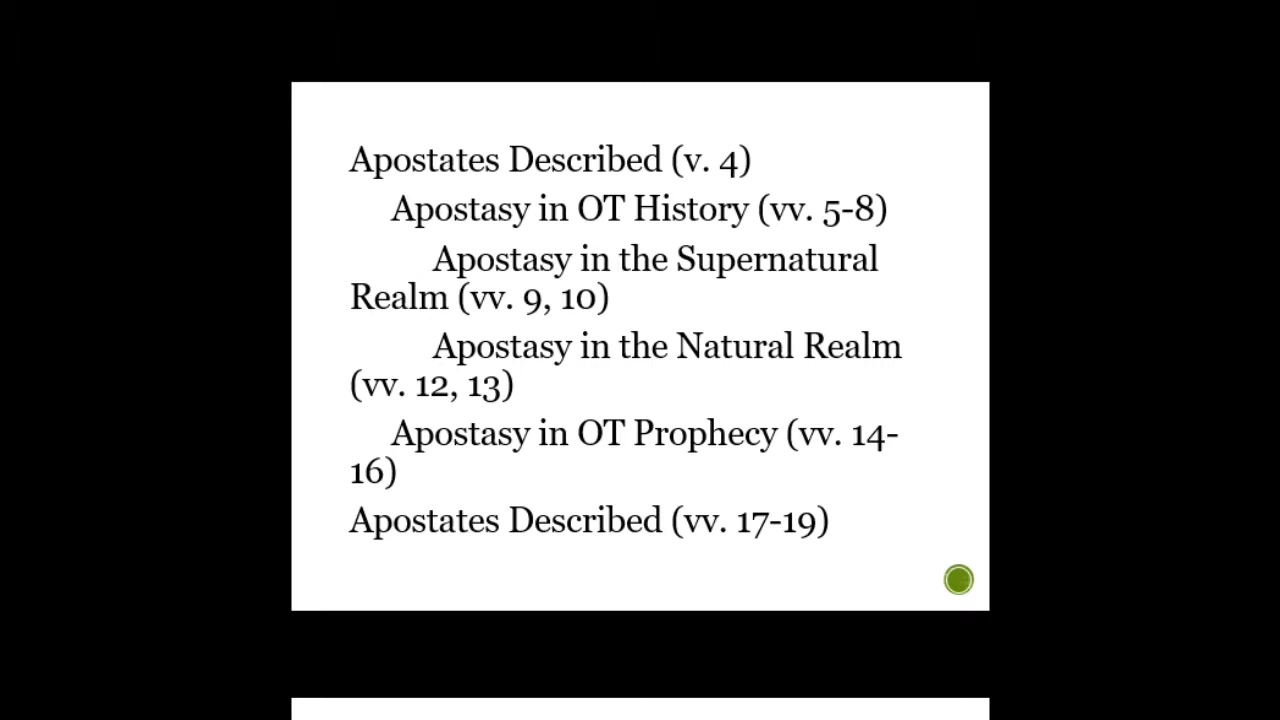 Apostates Described (v. 4)
Apostasy in OT History (vv. 5-8)
Apostasy in the Supernatural
Realm (vv. 9, 10)
Apostasy in the Natural Realm
(vv. 12, 13)
Apostasy in OT Prophecy (vv. 14-
16)
Apostates Described (vv. 17-19)